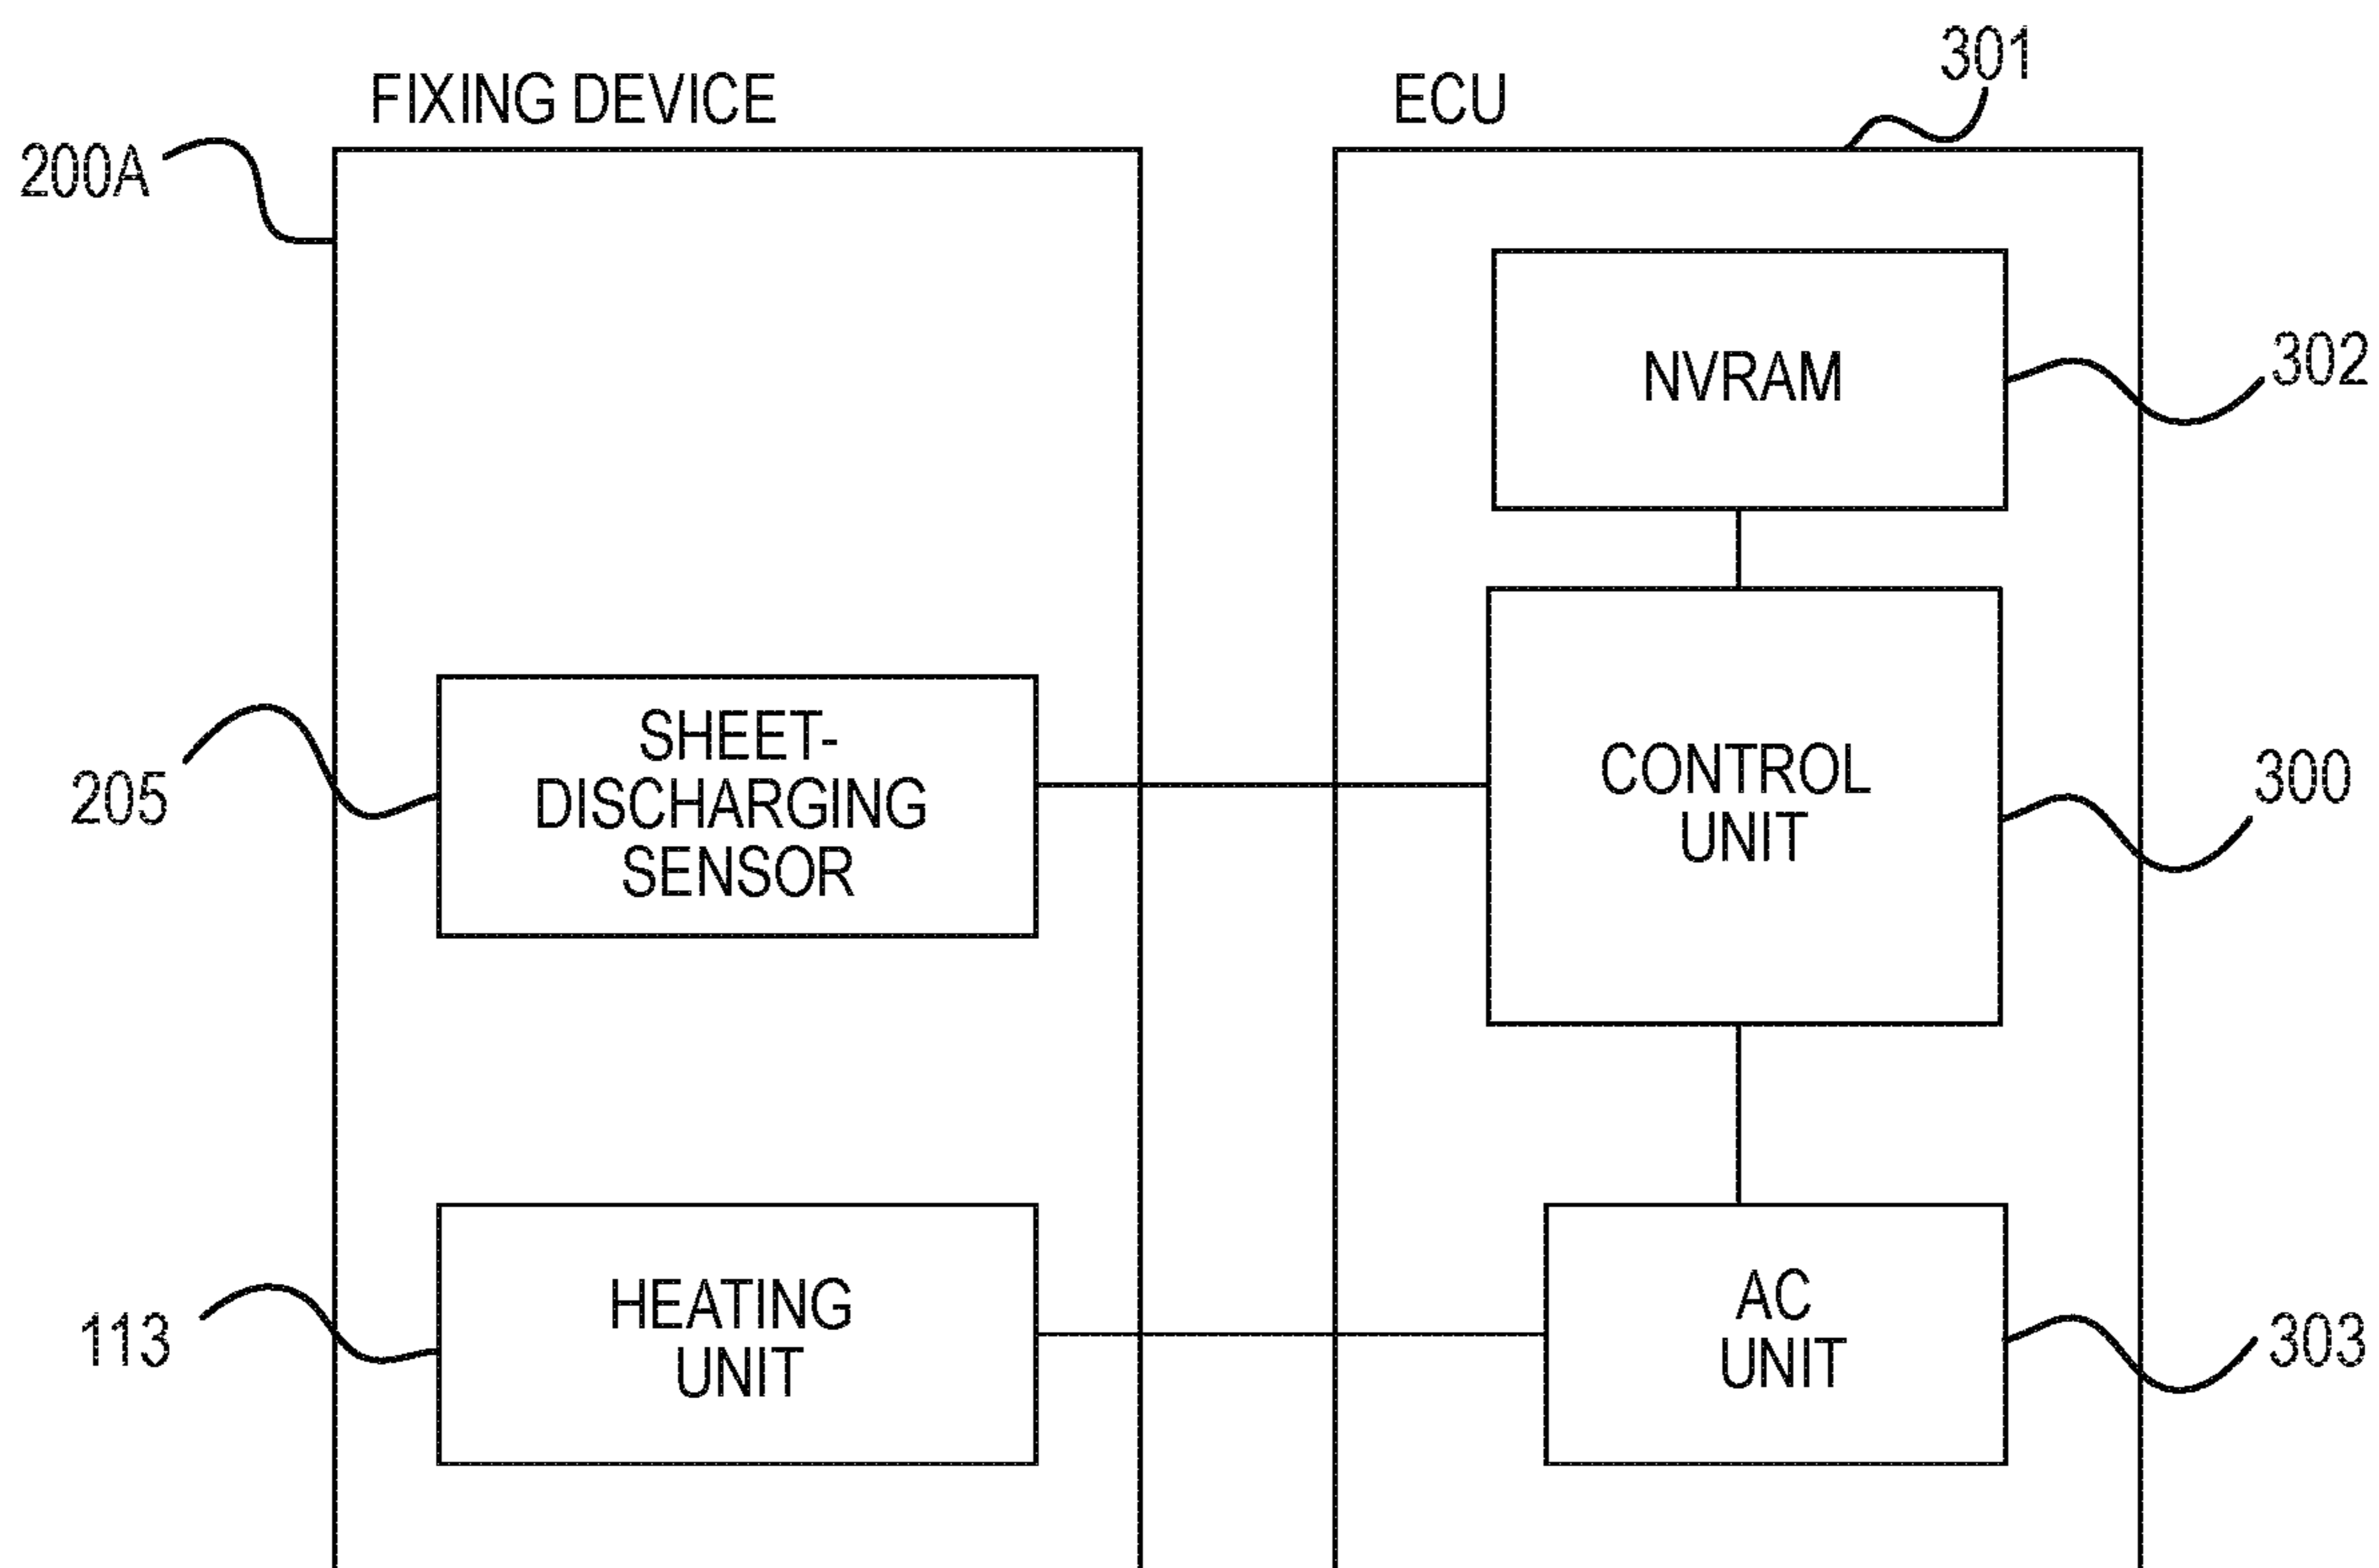 301
FIXING DEVICE
ECU
200A
NVRAM
302
SHEET-
DISCHARGING
SENSOR
205
CONTROL
UNIT
300
HEATING
UNIT
113
AC
UNIT
303